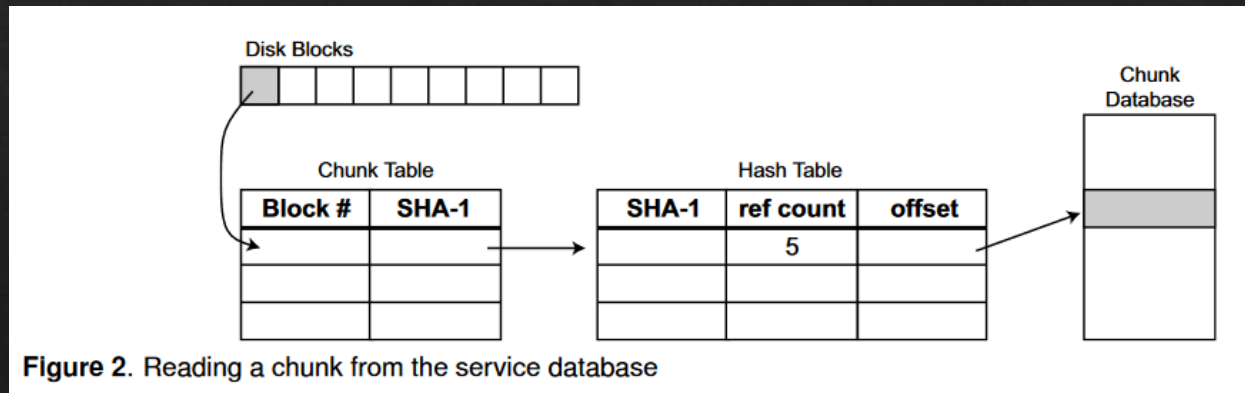 Disk Blocks
Chunk
Database
Chunk Table
Hash Table
Block # SHA-1
SHA-1 ref count offset
5
Figure 2. Reading a chunk from the service database